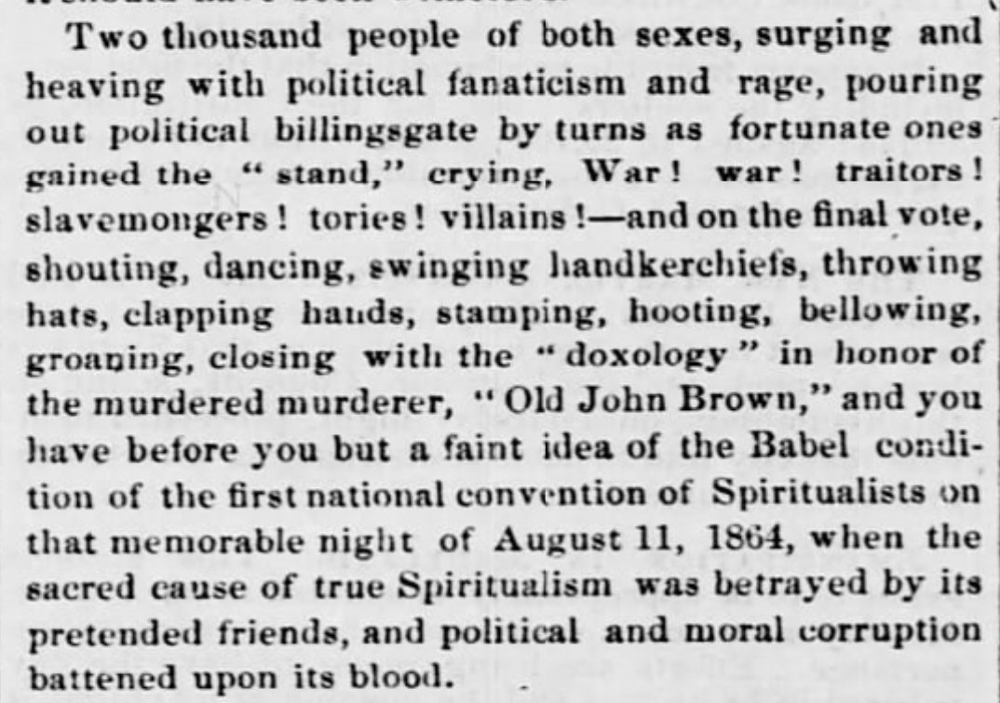 Two thousand people of both sexes, surging and
heaving with political fanaticism and rage, pouring
out political billingsgate by turns as fortunate ones
gained the “ stand,” crying, War ! war ! traitors !
slavemongers ! tories ! villains !—and on the final vote,
shouting, dancing, swinging handkerchiefs, throwing
hats, clapping hands, stamping, hooting, bellowing,
groaning, closing with the “ doxology ” in honor of
the murdered murderer, “ Old John Brown,” and you
have before you but a faint idea of the Babel condi-
tion of the first national convention of Spiritualists on
that memorable night of August 11, 1864, when the
sacred cause of true Spiritualism was betrayed by its
pretended friends, and political and moral corruption
battened upon its blood.